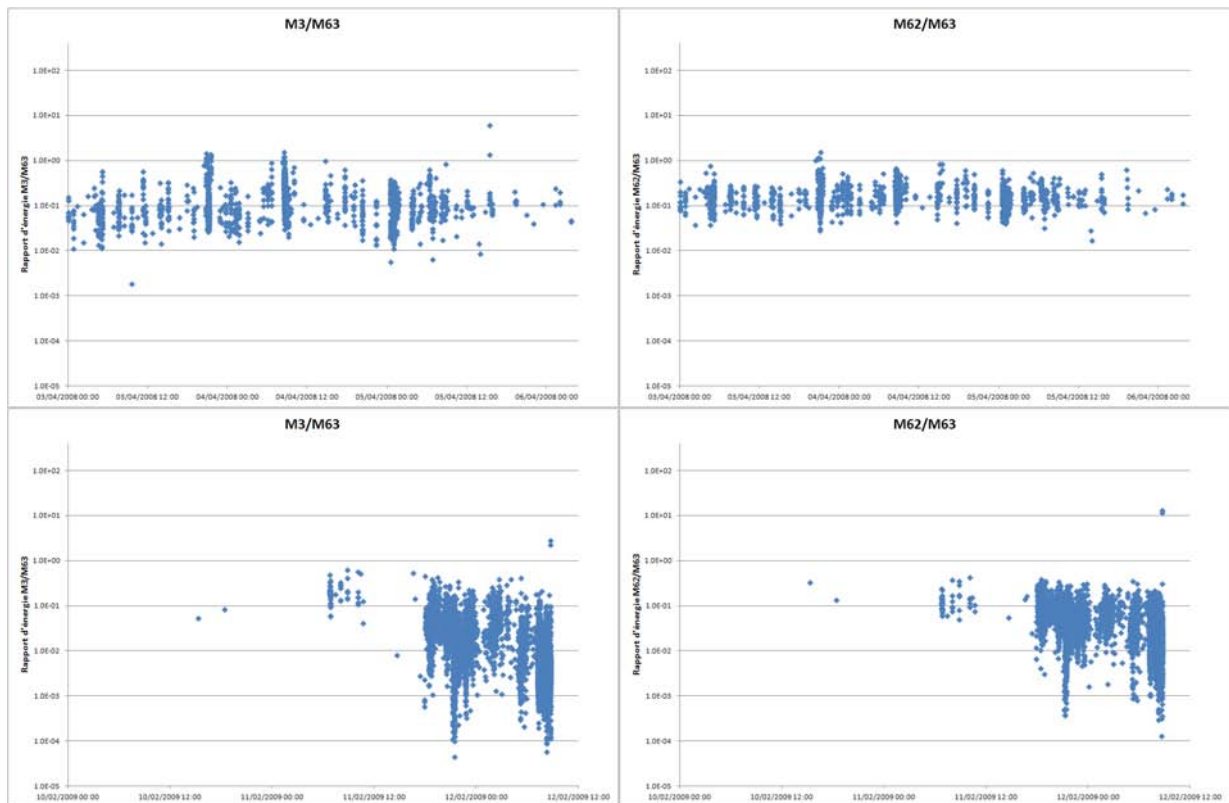 M3/M63
Rapport d'énergie M3/M63
1.0E+02
1.0E+01
1.0E+00
1.0E-01
1.0E-02
1.0E-03
1.0E-04
1.0E-05
03/04/2008 00:00
03/04/2008 12:00
04/04/2008 00:00
04/04/2008 12:00
05/04/2008 00:00
05/04/2008 12:00
06/04/2008 00:00
M62/M63
Rapport d'énergie M62/M63
1.0E+02
1.0E+01
1.0E+00
1.0E-01
1.0E-02
1.0E-03
1.0E-04
1.0E-05
03/04/2008 00:00
03/04/2008 12:00
04/04/2008 00:00
04/04/2008 12:00
05/04/2008 00:00
05/04/2008 12:00
06/04/2008 00:00
M3/M63
Rapport d'énergie M3/M63
1.0E+02
1.0E+01
1.0E+00
1.0E-01
1.0E-02
1.0E-03
1.0E-04
1.0E-05
10/02/2009 00:00
10/02/2009 12:00
11/02/2009 00:00
11/02/2009 12:00
12/02/2009 00:00
12/02/2009 12:00
M62/M63
Rapport d'énergie M62/M63
1.0E+02
1.0E+01
1.0E+00
1.0E-01
1.0E-02
1.0E-03
1.0E-04
1.0E-05
10/02/2009 00:00
10/02/2009 12:00
11/02/2009 00:00
11/02/2009 12:00
12/02/2009 00:00
12/02/2009 12:00